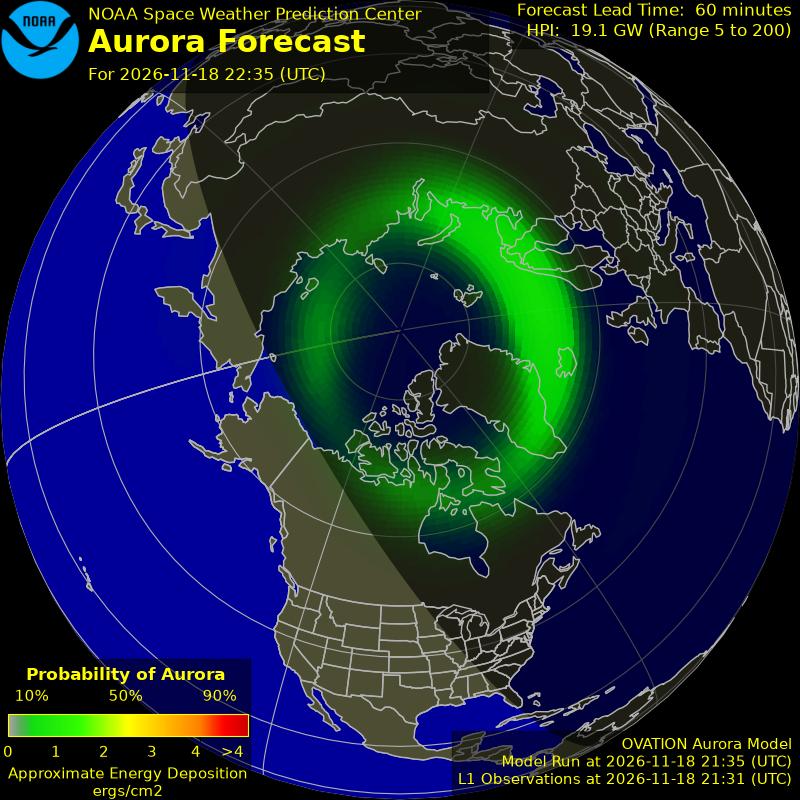 NOAA
NOAA Space Weather Prediction Center
Aurora Forecast
For 2026-11-18 22:35 (UTC)
Forecast Lead Time: 60 minutes
HPI: 19.1 GW (Range 5 to 200)
Probability of Aurora
10% 50% 90%
0 1 2 3 4 >4
Approximate Energy Deposition
ergs/cm2
OVATION Aurora Model
Model Run at 2026-11-18 21:35 (UTC)
L1 Observations at 2026-11-18 21:31 (UTC)